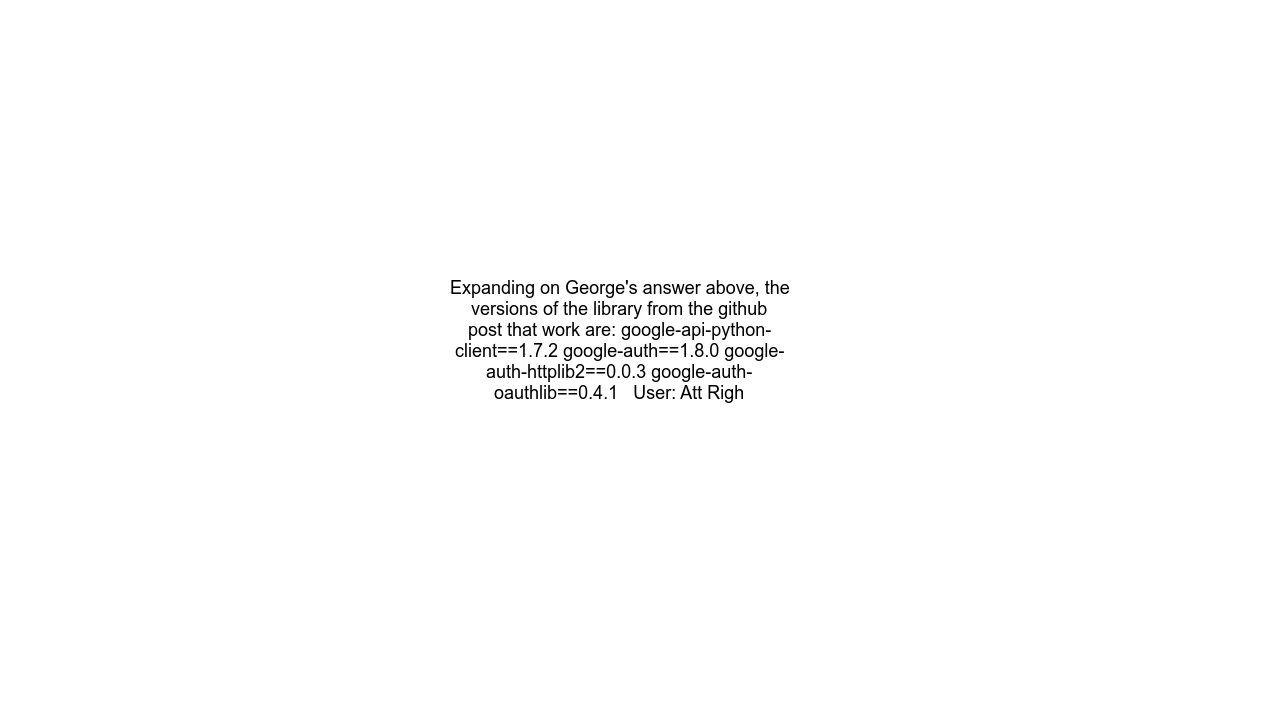 Expanding on George's answer above, the
versions of the library from the github
post that work are: google-api-python-
client==1.7.2 google-auth==1.8.0 google-
auth-httplib2==0.0.3 google-auth-
oauthlib==0.4.1   User: Att Righ